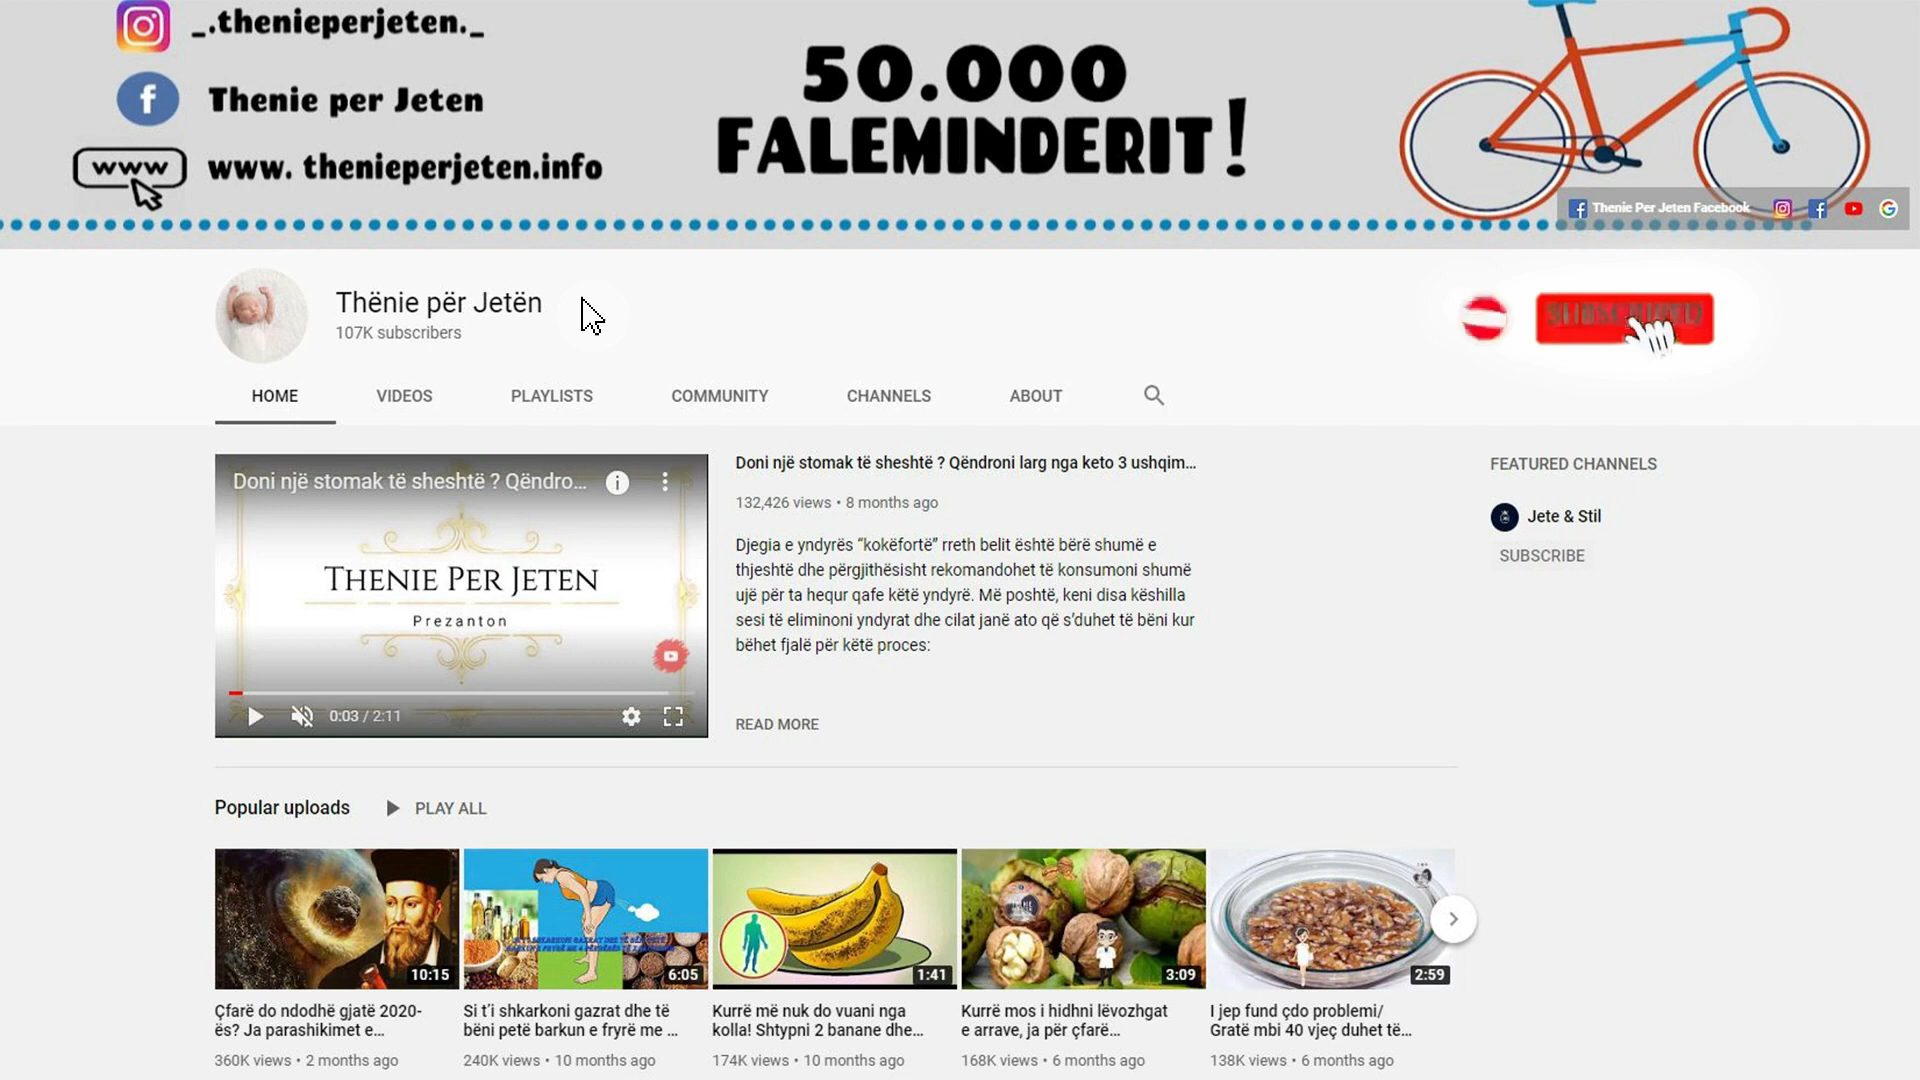 _.thenieperjeten._
Thenie per Jeten
www
www. thenieperjeten.info
50.000
FALEMINDERIT!
Thenie Per Jeten Facebook
Thënie për Jetën
107K subscribers
HOME
VIDEOS
PLAYLISTS
COMMUNITY
CHANNELS
ABOUT
Doni një stomak të sheshtë ? Qëndro...
THENIE PER JETEN
Prezanton
0:03 / 2:11
Doni një stomak të sheshtë ? Qëndroni larg nga keto 3 ushqim...
132,426 views • 8 months ago
Djegia e yndyrës “kokëfortë” rreth belit është bërë shumë e
thjeshtë dhe përgjithësisht rekomandohet të konsumoni shumë
ujë për ta hequr qafe këtë yndyrë. Më poshtë, keni disa këshilla
sesi të eliminoni yndyrat dhe cilat janë ato që s’duhet të bëni kur
bëhet fjalë për këtë proces:
READ MORE
FEATURED CHANNELS
Jete & Stil
SUBSCRIBE
Popular uploads
PLAY ALL
10:15
6:05
1:41
3:09
2:59
Çfarë do ndodhë gjatë 2020-
ës? Ja parashikimet e...
360K views • 2 months ago
Si t’i shkarkoni gazrat dhe të
bëni petë barkun e fryrë me ...
240K views • 10 months ago
Kurrë më nuk do vuani nga
kolla! Shtypni 2 banane dhe...
174K views • 10 months ago
Kurrë mos i hidhni lëvozhgat
e arrave, ja për çfarë...
168K views • 6 months ago
I jep fund çdo problemi/
Gratë mbi 40 vjeç duhet të...
138K views • 6 months ago